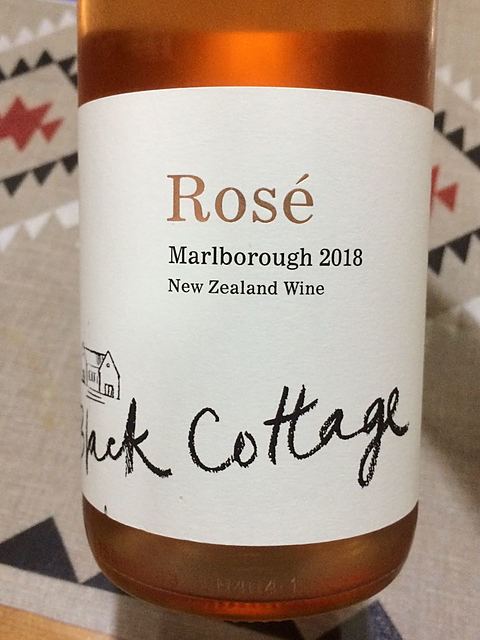 Rosé
Marlborough 2018
New Zealand Wine
Black Cottage